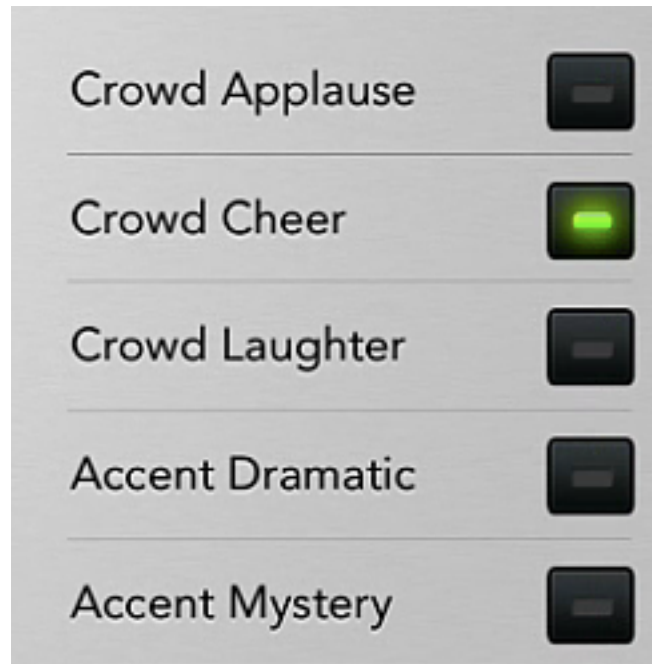 Crowd Applause
Crowd Cheer
Crowd Laughter
Accent Dramatic
Accent Mystery